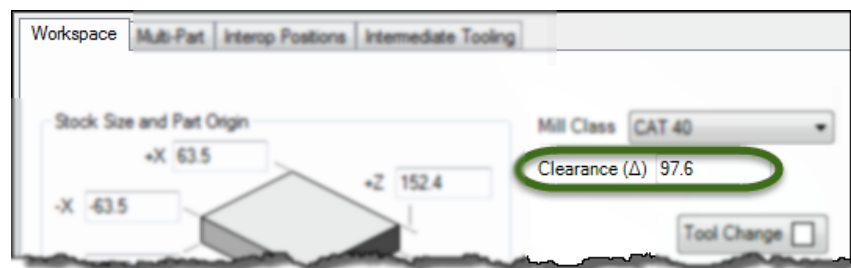 Workspace Multi-Part Interop Positions Intermediate Tooling
Stock Size and Part Origin
Mill Class CAT 40
+X 63.5
Clearance (Δ) 97.6
+Z 152.4
-X -63.5
Tool Change